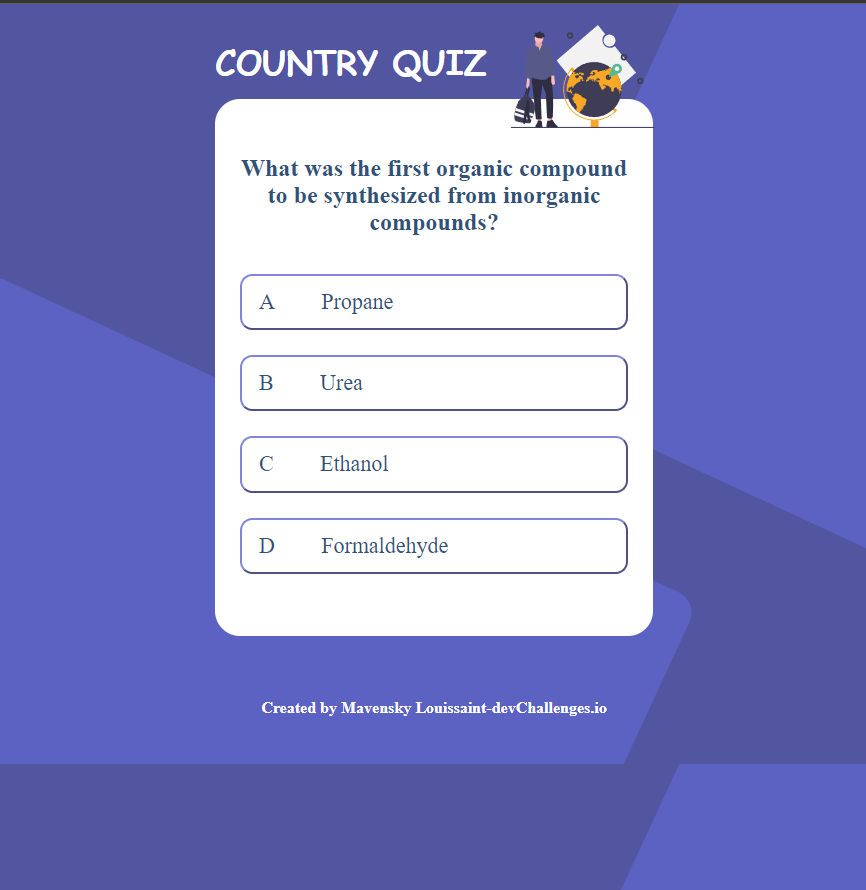 COUNTRY QUIZ
What was the first organic compound
to be synthesized from inorganic
compounds?
A Propane
B Urea
C Ethanol
D Formaldehyde
Created by Mavensky Louissaint-devChallenges.io